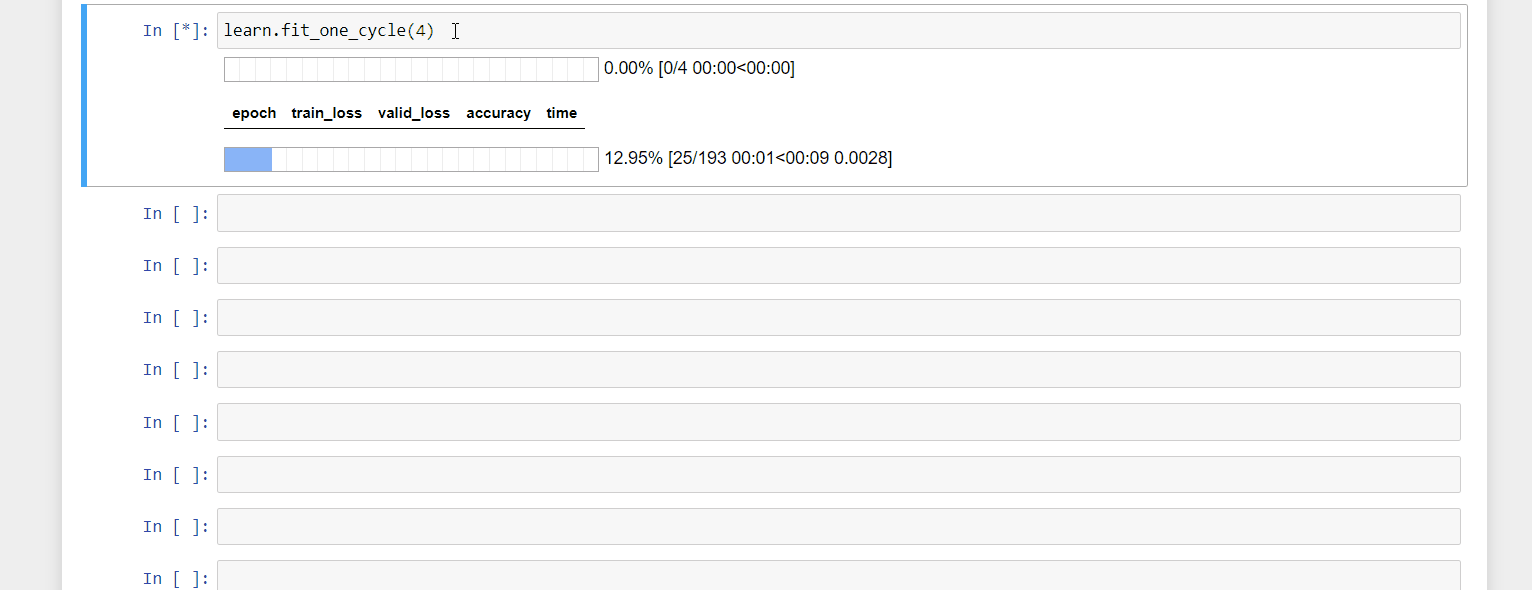 In [*]: learn.fit_one_cycle(4)
0.00% [0/4 00:00<00:00]
epoch train_loss valid_loss accuracy time
12.95% [25/193 00:01<00:09 0.0028]
In [ ]:
In [ ]:
In [ ]:
In [ ]:
In [ ]:
In [ ]:
In [ ]:
In [ ]: